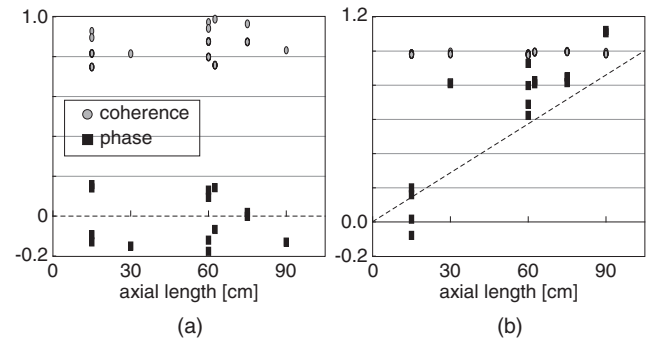 1.0
coherence
phase
0
-0.2
0 30 60 90
axial length [cm]
(a)
1.2
0.0
-0.2
0 30 60 90
axial length [cm]
(b)